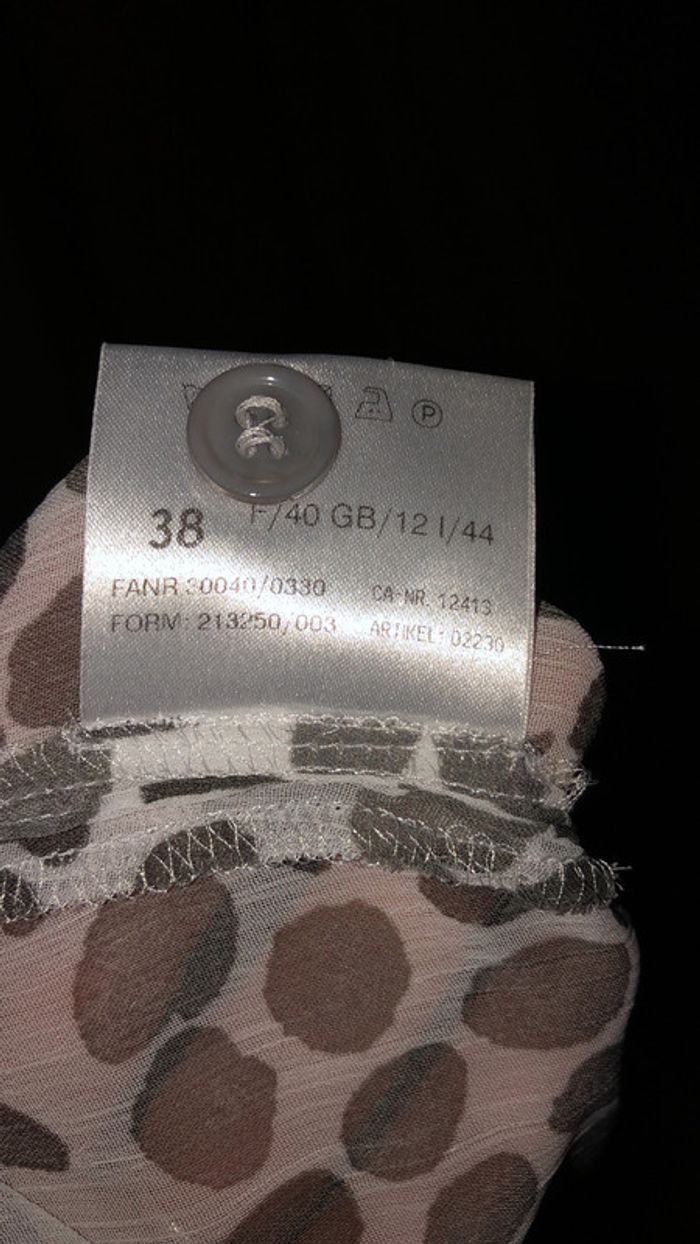 P
38 F/40 GB/12 I/44
FANR 30040/0330 CA-NR. 12413
FORM: 213250/003 ARTIKEL: 02230